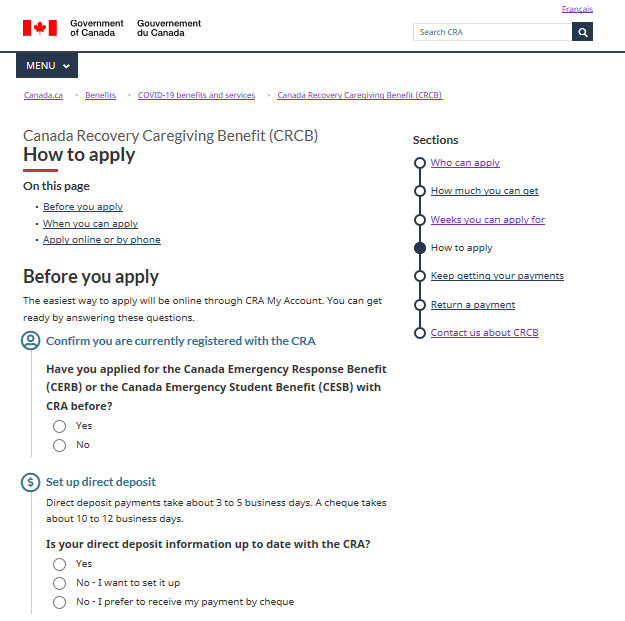 Français
Government of Canada
Gouvernement du Canada
Search CRA
MENU
Canada.ca > Benefits > COVID-19 benefits and services > Canada Recovery Caregiving Benefit (CRCB)
Canada Recovery Caregiving Benefit (CRCB)
How to apply
On this page
• Before you apply
• When you can apply
• Apply online or by phone
Before you apply
The easiest way to apply will be online through CRA My Account. You can get
ready by answering these questions.
Confirm you are currently registered with the CRA
Have you applied for the Canada Emergency Response Benefit
(CERB) or the Canada Emergency Student Benefit (CESB) with
CRA before?
Yes
No
$ Set up direct deposit
Direct deposit payments take about 3 to 5 business days. A cheque takes
about 10 to 12 business days.
Is your direct deposit information up to date with the CRA?
Yes
No - I want to set it up
No - I prefer to receive my payment by cheque
Sections
Who can apply
How much you can get
Weeks you can apply for
How to apply
Keep getting your payments
Return a payment
Contact us about CRCB